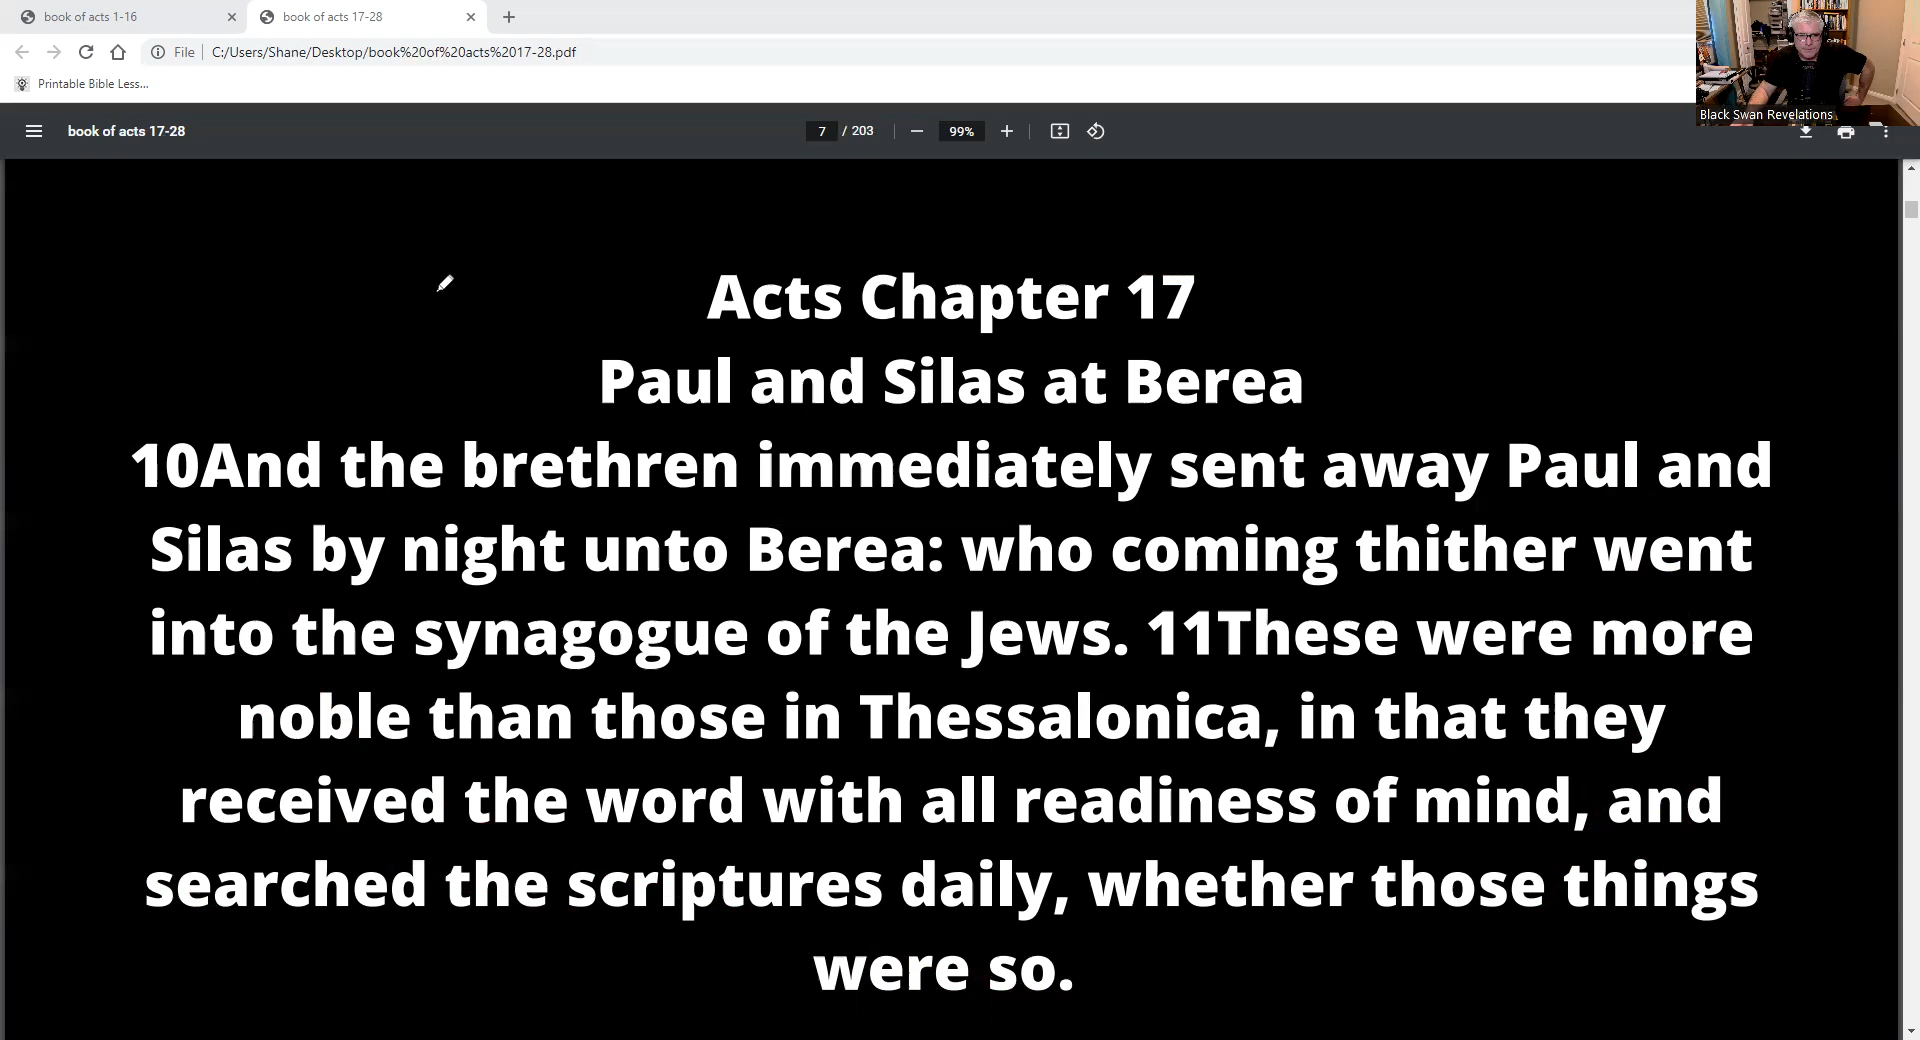 book of acts 1-16
book of acts 17-28
File
C:/Users/Shane/Desktop/book%20of%20acts%2017-28.pdf
Printable Bible Less...
book of acts 17-28
7 / 203
99%
Black Swan Revelations
Acts Chapter 17
Paul and Silas at Berea
10And the brethren immediately sent away Paul and
Silas by night unto Berea: who coming thither went
into the synagogue of the Jews. 11These were more
noble than those in Thessalonica, in that they
received the word with all readiness of mind, and
searched the scriptures daily, whether those things
were so.